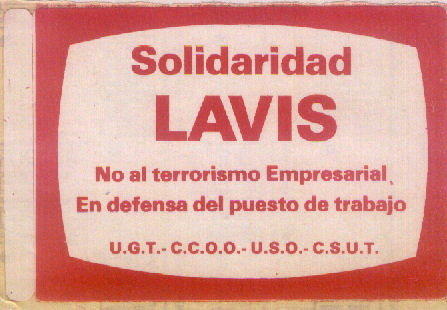 Solidaridad
LAVIS
No al terrorismo Empresarial,
En defensa del puesto de trabajo
U.G.T.- C.C.O.O.- U.S.O.- C.S.U.T.